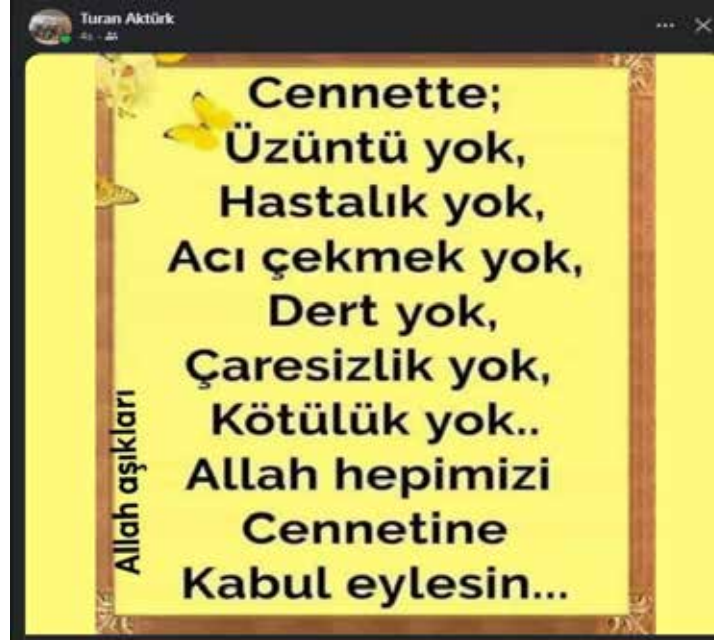 Turan Aktürk
4s
Cennette;
Üzüntü yok,
Hastalık yok,
Acı çekmek yok,
Dert yok,
Çaresizlik yok,
Kötülük yok..
Allah hepimizi
Cennetine
Kabul eylesin...
Allah aşıkları